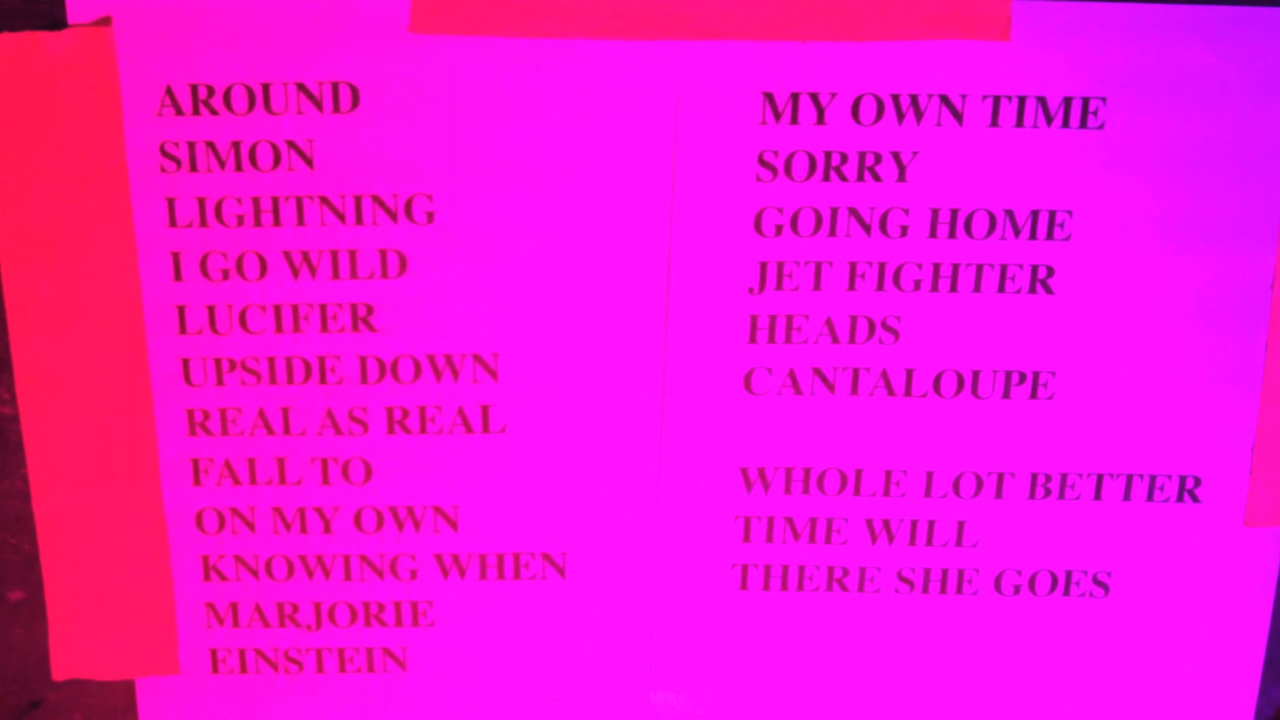 AROUND
SIMON
LIGHTNING
I GO WILD
LUCIFER
UPSIDE DOWN
REAL AS REAL
FALL TO
ON MY OWN
KNOWING WHEN
MARJORIE
EINSTEIN
MY OWN TIME
SORRY
GOING HOME
JET FIGHTER
HEADS
CANTALOUPE
WHOLE LOT BETTER
TIME WILL
THERE SHE GOES